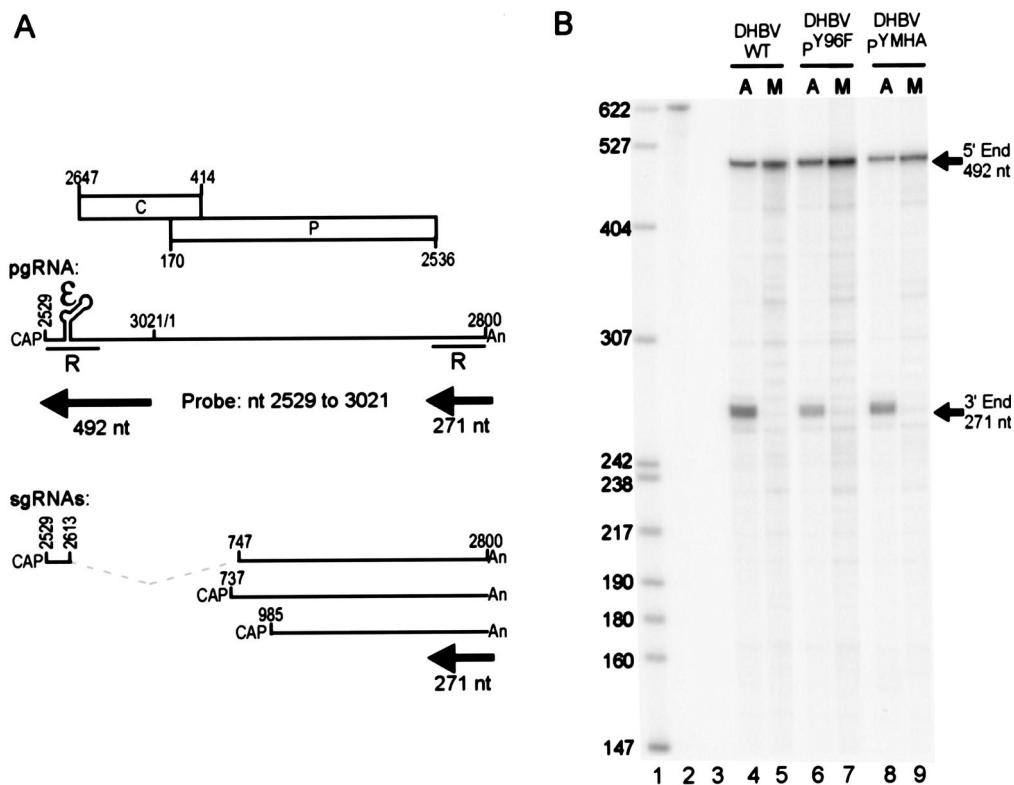 A
2647 414
C
P
170 2536
pgRNA:
2529
ε
3021/1
2800
CAP An
R R
Probe: nt 2529 to 3021
492 nt 271 nt
sgRNAs:
2529 2613
747 2800
CAP An
737
CAP An
985
CAP An
271 nt
B
DHBV WT
DHBV PY96F
DHBV PYMHA
A M A M A M
622
527
5' End
492 nt
404
307
3' End
271 nt
242
238
217
190
180
160
147
1 2 3 4 5 6 7 8 9